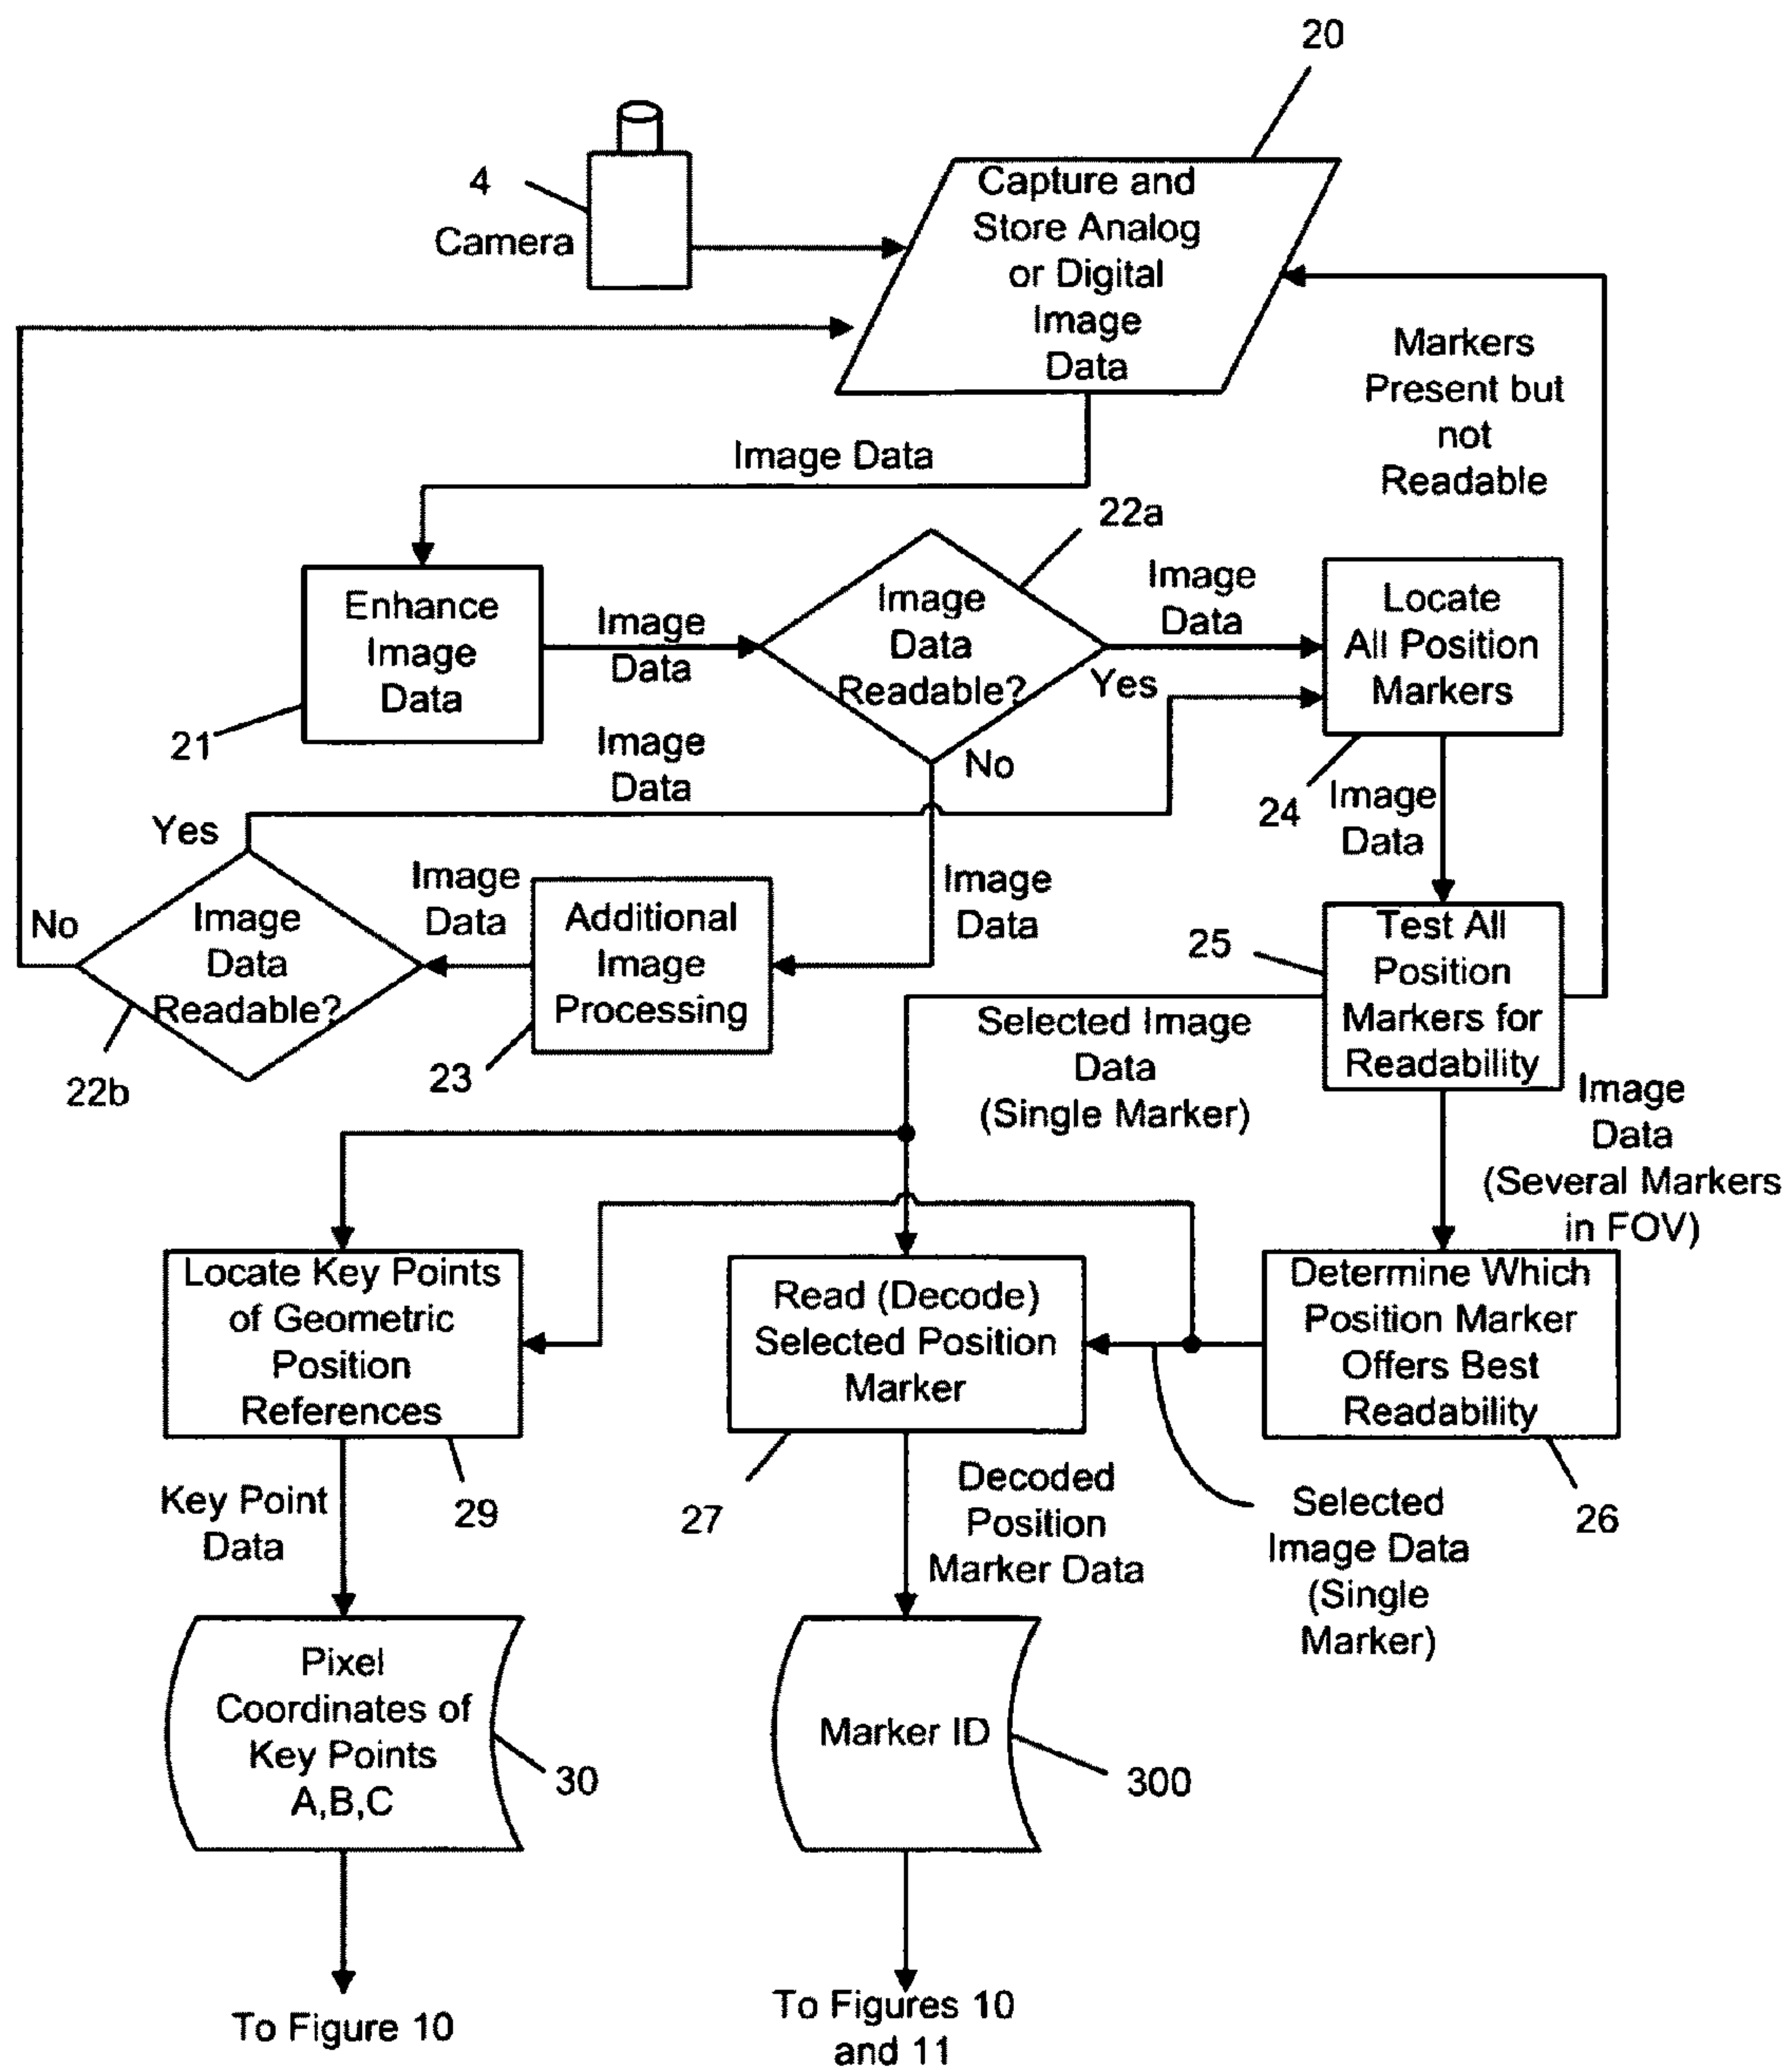 20
4
Camera
Capture and
Store Analog
or Digital
Image
Data
Markers
Present but
not
Readable
Image Data
22a
Enhance
Image
Data
21
Image
Data
Image
Data
Readable?
Image
Data
Yes
No
Locate
All Position
Markers
24
Image
Data
Yes
Image
Data
No
Image
Data
Readable?
22b
Image
Data
Additional
Image
Processing
23
Image
Data
25
Test All
Position
Markers for
Readability
Selected Image
Data
(Single Marker)
Image
Data
(Several Markers
in FOV)
Locate Key Points
of Geometric
Position
References
29
Read (Decode)
Selected Position
Marker
27
Determine Which
Position Marker
Offers Best
Readability
26
Key Point
Data
Decoded
Position
Marker Data
Selected
Image Data
(Single
Marker)
Pixel
Coordinates of
Key Points
A,B,C
30
Marker ID
300
To Figure 10
To Figures 10
and 11